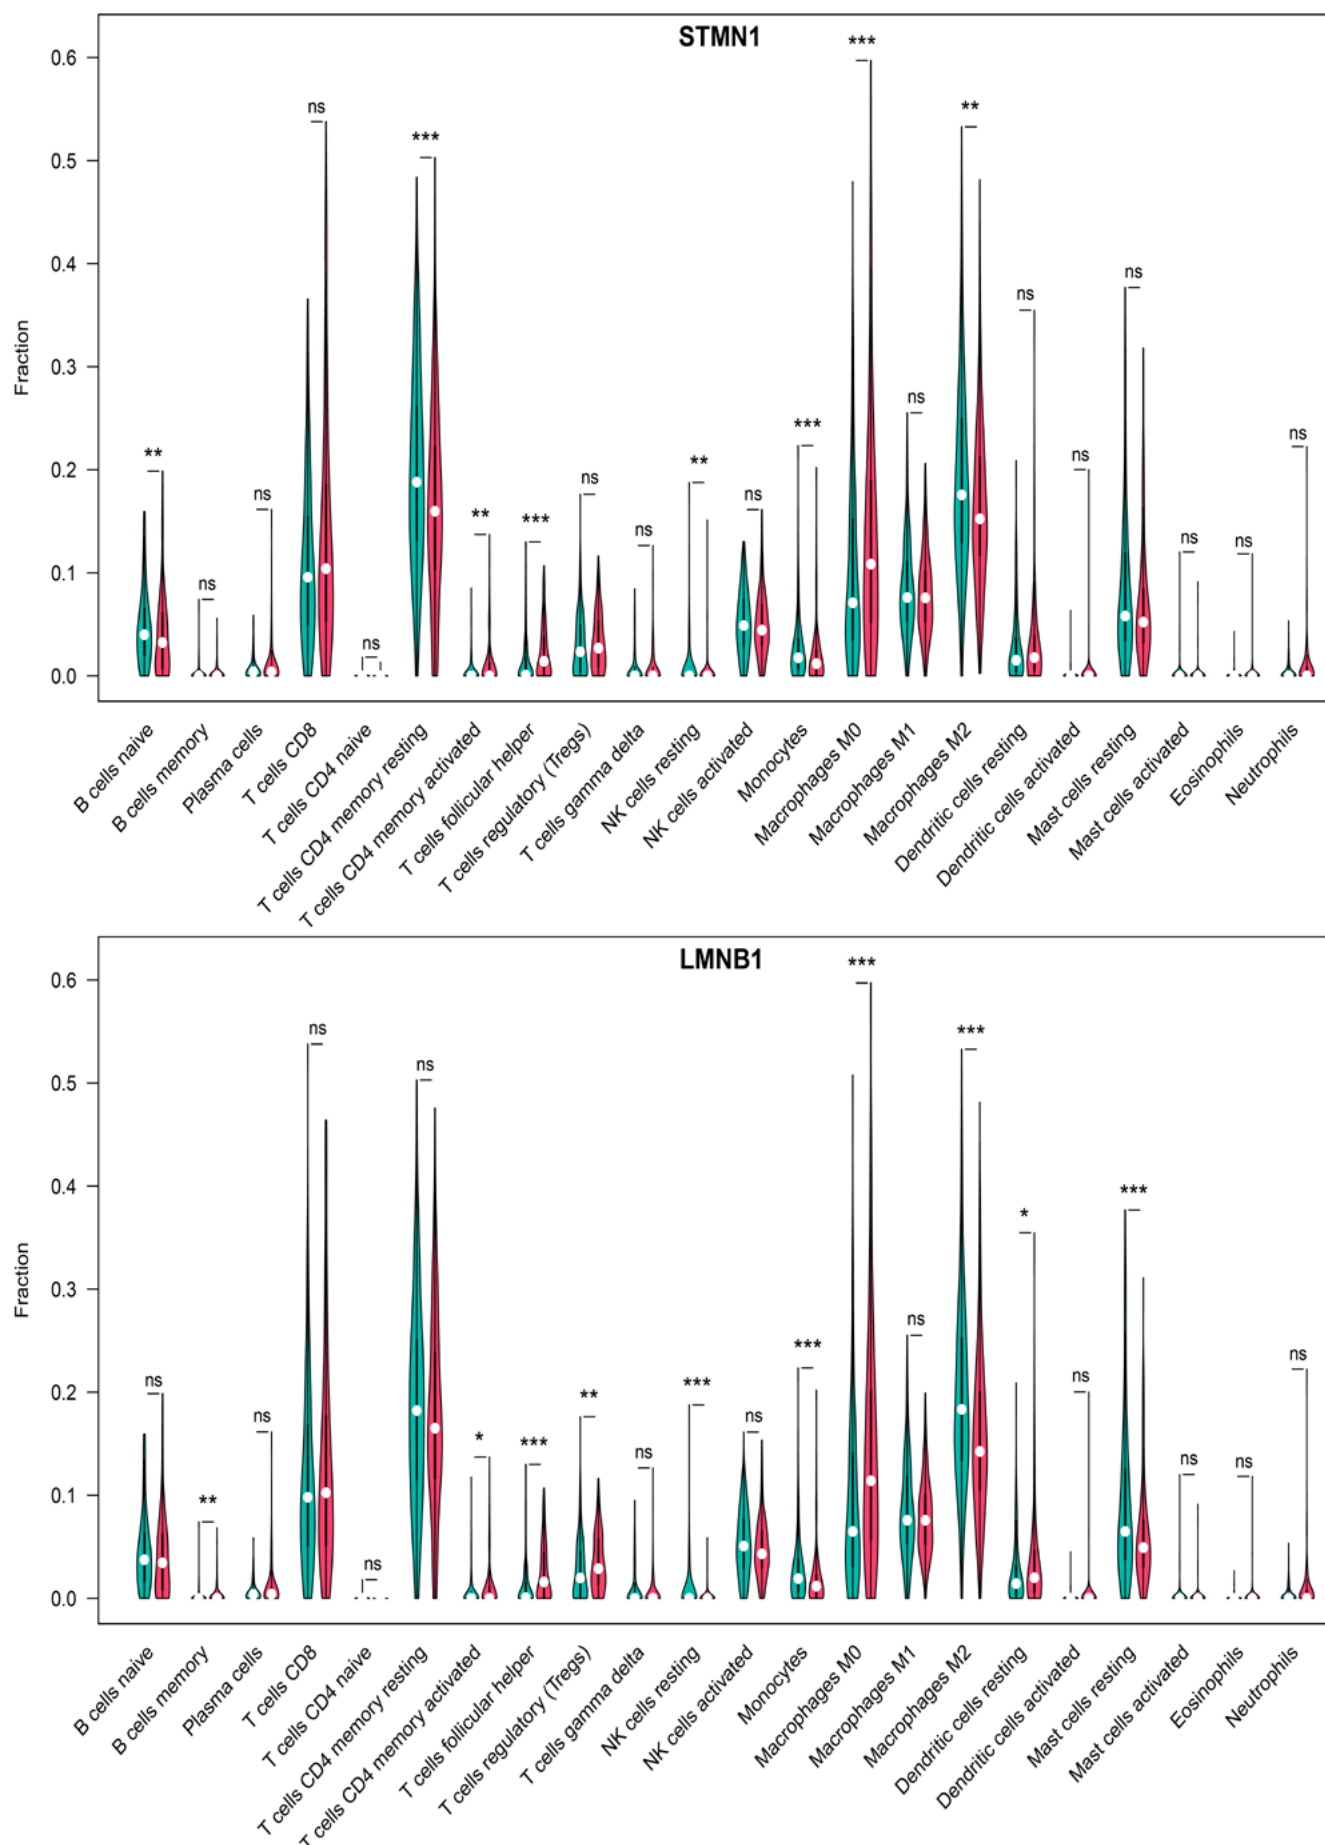 STMN1
Fraction
0.6
0.5
0.4
0.3
0.2
0.1
0.0
**
ns
ns
ns
ns
***
**
***
ns
ns
**
ns
***
***
ns
**
ns
ns
ns
ns
ns
ns
B cells naive
B cells memory
Plasma cells
T cells CD8
T cells CD4 naive
T cells CD4 memory resting
T cells CD4 memory activated
T cells follicular helper
T cells regulatory (Tregs)
T cells gamma delta
NK cells resting
NK cells activated
Monocytes
Macrophages M0
Macrophages M1
Macrophages M2
Dendritic cells resting
Dendritic cells activated
Mast cells resting
Mast cells activated
Eosinophils
Neutrophils
LMNB1
Fraction
0.6
0.5
0.4
0.3
0.2
0.1
0.0
ns
**
ns
ns
ns
ns
*
***
**
ns
***
ns
***
***
ns
***
*
ns
***
ns
ns
ns
B cells naive
B cells memory
Plasma cells
T cells CD8
T cells CD4 naive
T cells CD4 memory resting
T cells CD4 memory activated
T cells follicular helper
T cells regulatory (Tregs)
T cells gamma delta
NK cells resting
NK cells activated
Monocytes
Macrophages M0
Macrophages M1
Macrophages M2
Dendritic cells resting
Dendritic cells activated
Mast cells resting
Mast cells activated
Eosinophils
Neutrophils